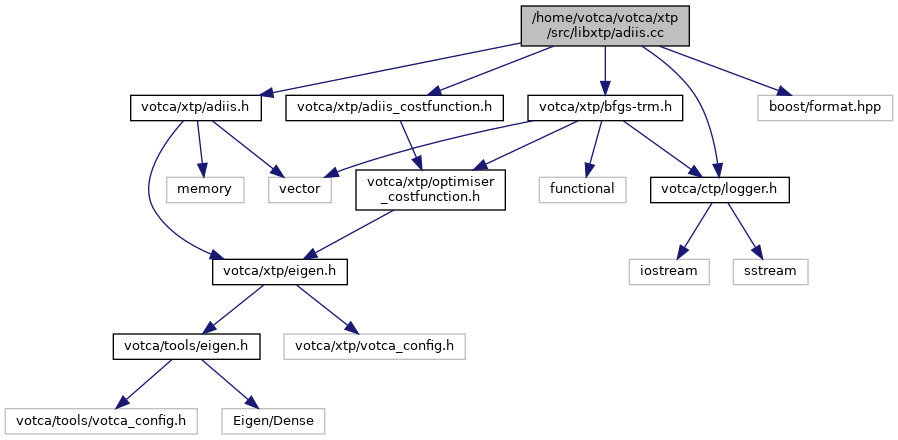 /home/votca/votca/xtp
/src/libxtp/adiis.cc
votca/xtp/adiis.h
votca/xtp/adiis_costfunction.h
votca/xtp/bfgs-trm.h
boost/format.hpp
memory
vector
votca/xtp/optimiser
_costfunction.h
functional
votca/ctp/logger.h
votca/xtp/eigen.h
iostream
sstream
votca/tools/eigen.h
votca/xtp/votca_config.h
votca/tools/votca_config.h
Eigen/Dense